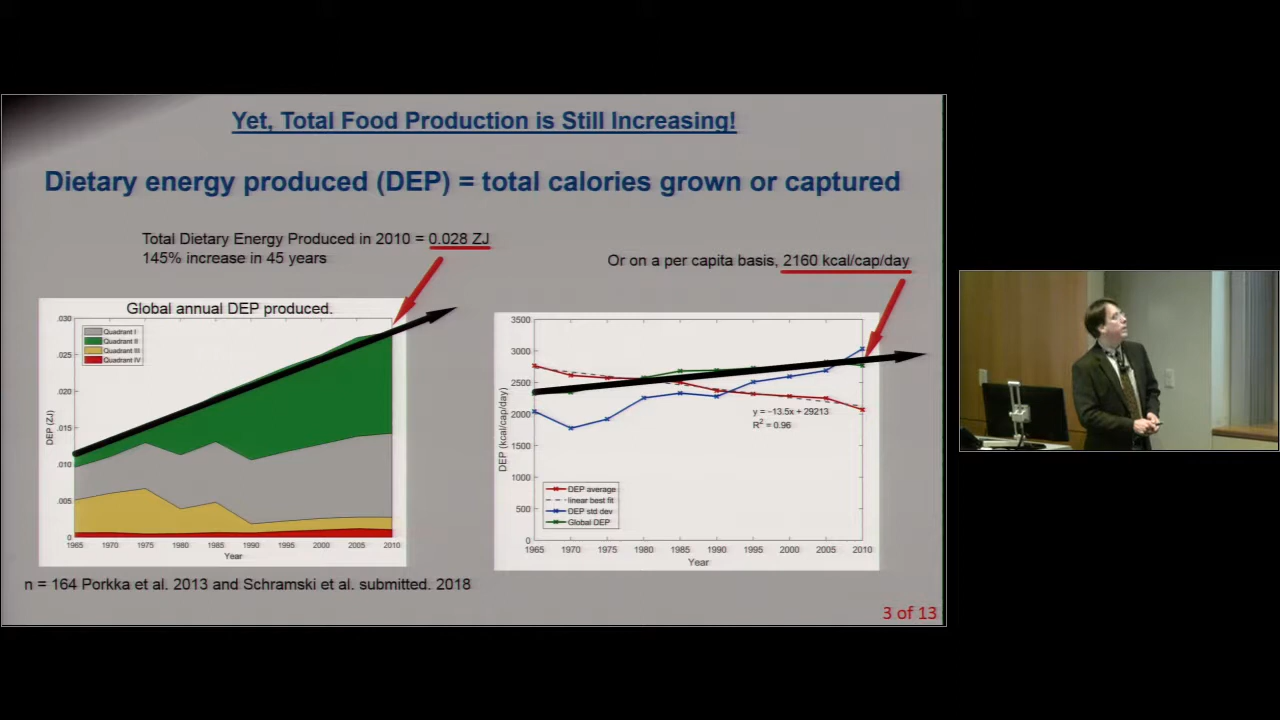 Yet, Total Food Production is Still Increasing!
Dietary energy produced (DEP) = total calories grown or captured
Total Dietary Energy Produced in 2010 = 0.028 ZJ
145% increase in 45 years
Or on a per capita basis, 2160 kcal/cap/day
Global annual DEP produced.
.030
.025
.020
.015
.010
.005
0
DEP (ZJ)
Quadrant I
Quadrant II
Quadrant III
Quadrant IV
1965 1970 1975 1980 1985 1990 1995 2000 2005 2010
Year
3500
3000
2500
2000
1500
1000
500
0
DEP (kcal/cap/day)
y = −13.5x + 29213
R2 = 0.96
DEP average
linear best fit
DEP std dev
Global DEP
1965 1970 1975 1980 1985 1990 1995 2000 2005 2010
Year
n = 164 Porkka et al. 2013 and Schramski et al. submitted. 2018
3 of 13